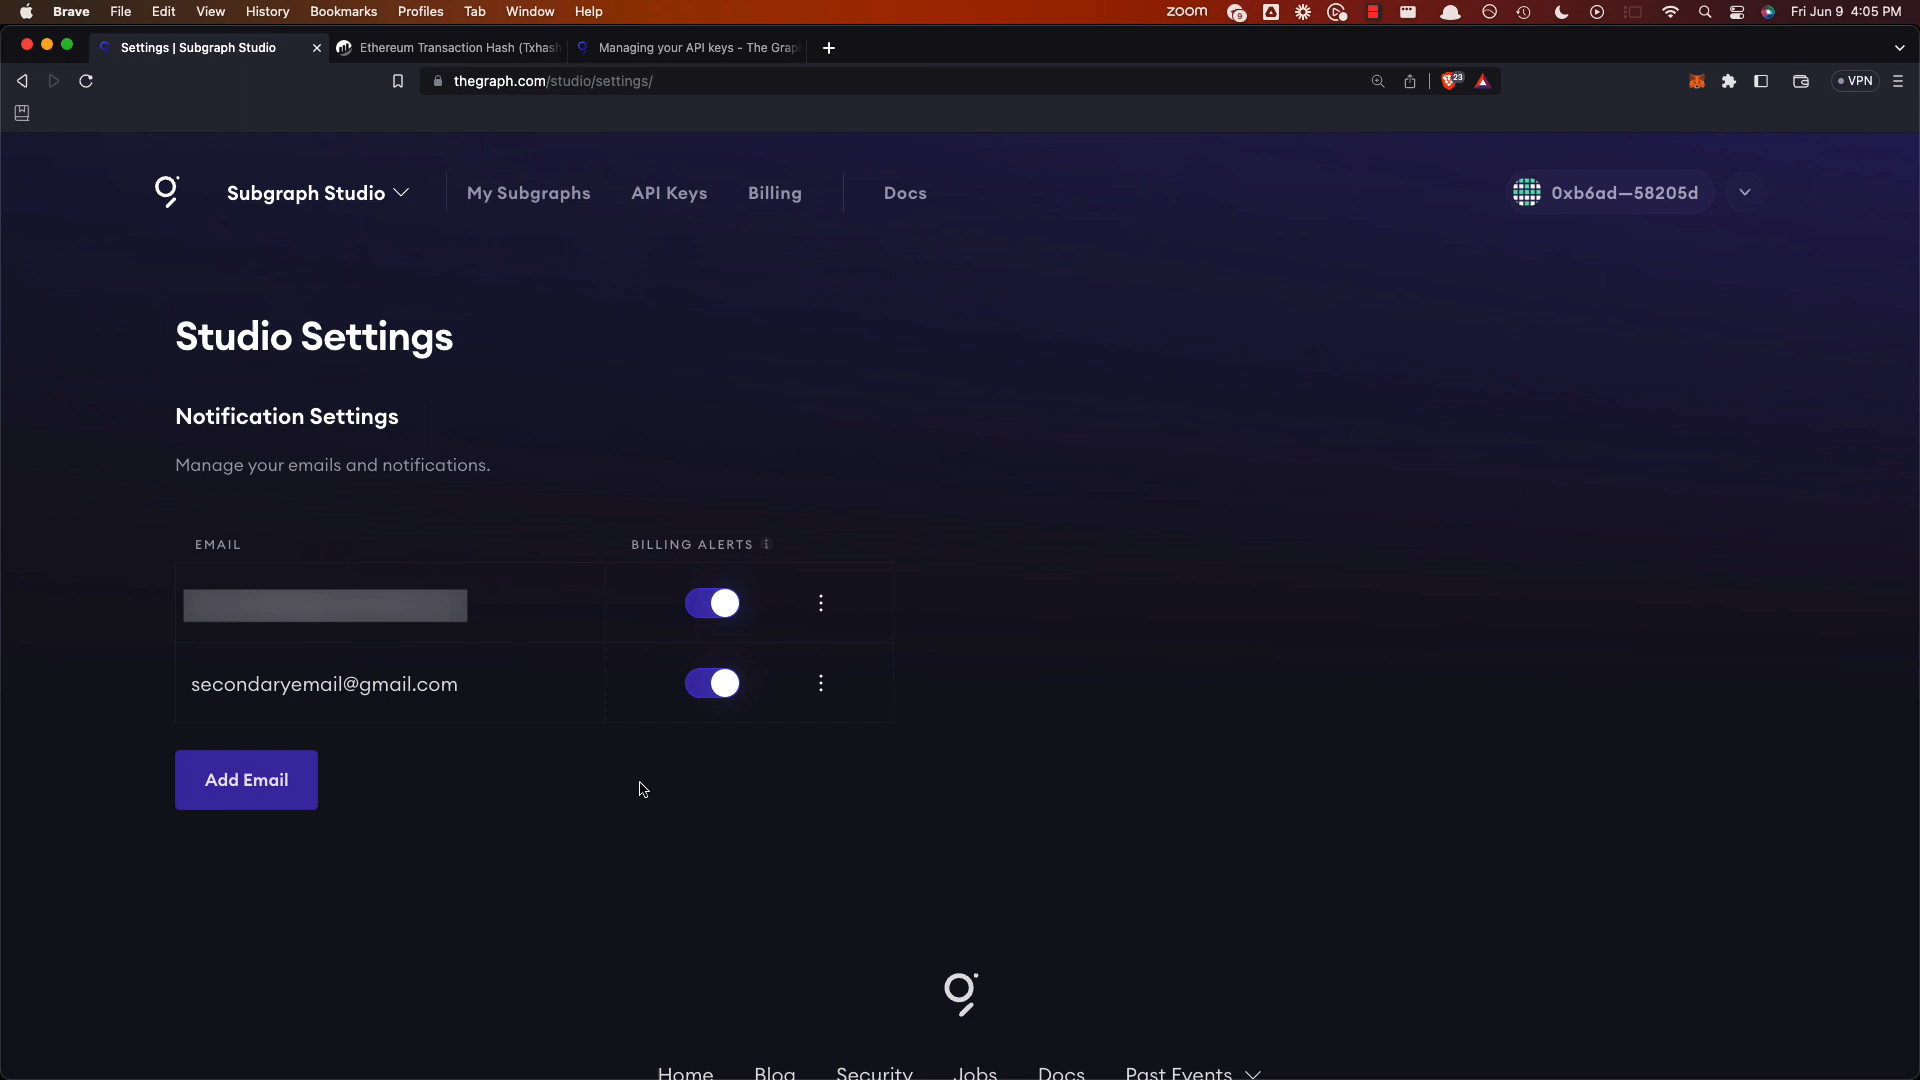 Brave File Edit View History Bookmarks Profiles Tab Window Help zoom 9 Fri Jun 9 4:05 PM
Settings | Subgraph Studio Ethereum Transaction Hash (Txhash Managing your API keys - The Grap
thegraph.com/studio/settings/ 23 VPN
Subgraph Studio My Subgraphs API Keys Billing Docs 0xb6ad—58205d
Studio Settings
Notification Settings
Manage your emails and notifications.
EMAIL BILLING ALERTS i
secondaryemail@gmail.com
Add Email
Home Blog Security Jobs Docs Past Events